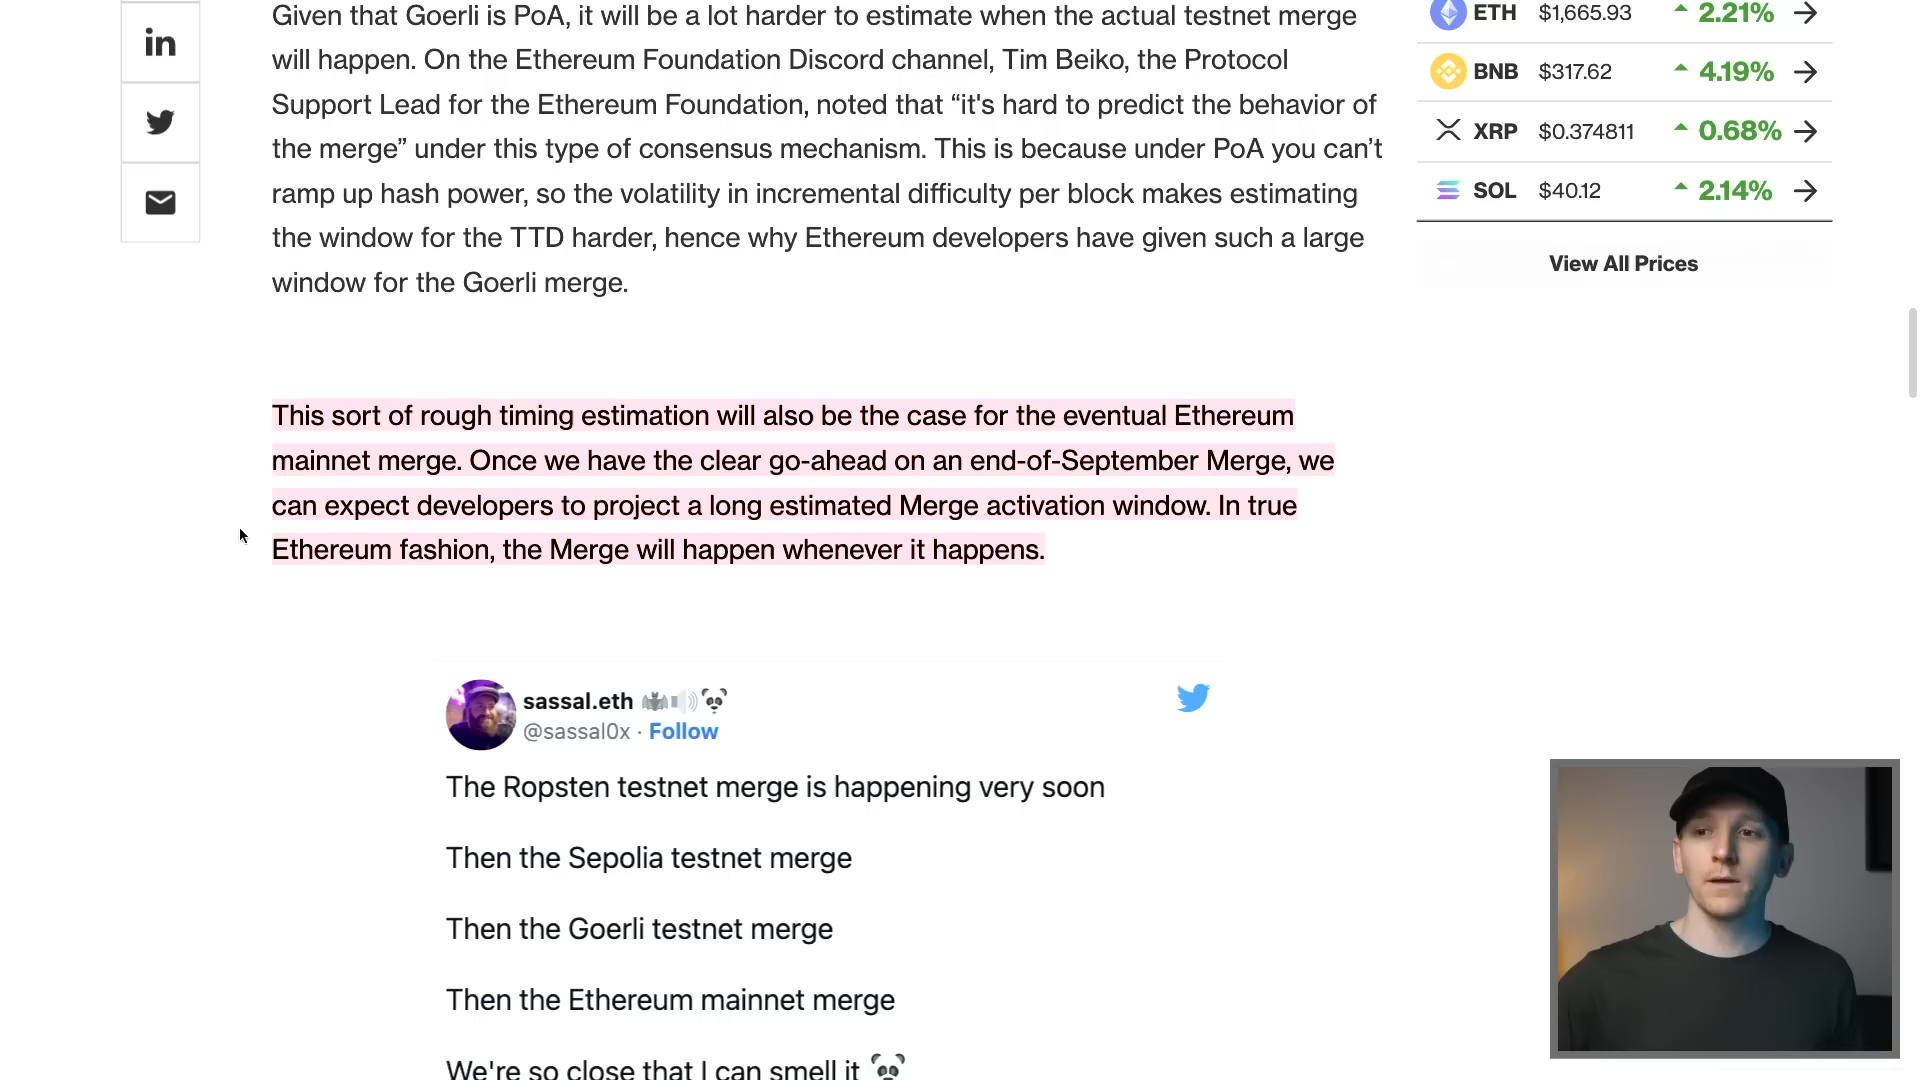 Given that Goerli is PoA, it will be a lot harder to estimate when the actual testnet merge
will happen. On the Ethereum Foundation Discord channel, Tim Beiko, the Protocol
Support Lead for the Ethereum Foundation, noted that “it's hard to predict the behavior of
the merge” under this type of consensus mechanism. This is because under PoA you can’t
ramp up hash power, so the volatility in incremental difficulty per block makes estimating
the window for the TTD harder, hence why Ethereum developers have given such a large
window for the Goerli merge.
This sort of rough timing estimation will also be the case for the eventual Ethereum
mainnet merge. Once we have the clear go-ahead on an end-of-September Merge, we
can expect developers to project a long estimated Merge activation window. In true
Ethereum fashion, the Merge will happen whenever it happens.
sassal.eth
@sassal0x · Follow
The Ropsten testnet merge is happening very soon
Then the Sepolia testnet merge
Then the Goerli testnet merge
Then the Ethereum mainnet merge
We're so close that I can smell it
in
ETH $1,665.93 2.21%
BNB $317.62 4.19%
XRP $0.374811 0.68%
SOL $40.12 2.14%
View All Prices